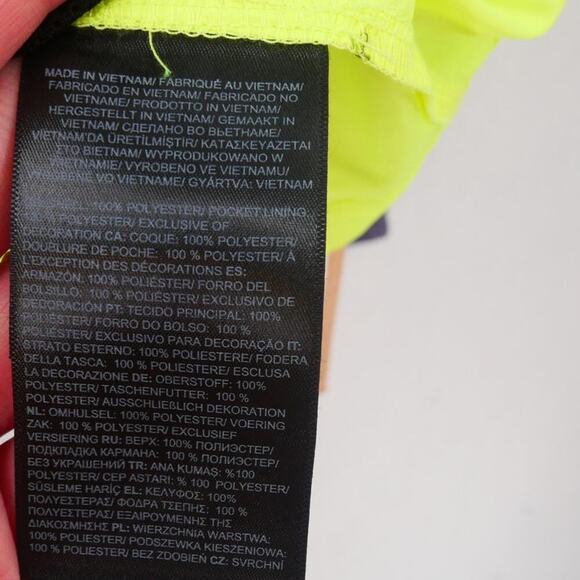 MADE IN VIETNAM/ FABRIQUÉ AU VIETNAM/
FABRICADO EN VIETNAM/ FABRICADO NO
VIETNAME/ PRODOTTO IN VIETNAM/
HERGESTELLT IN VIETNAM/ GEMAAKT IN
VIETNAM/ СДЕЛАНО ВО ВЬЕТНАМЕ/
VIETNAM'DA ÜRETİLMİŞTİR/ ΚΑΤΑΣΚΕΥΑΖΕΤΑΙ
ΣΤΟ ΒΙΕΤΝΑΜ/ WYPRODUKOWANO W
WIETNAMIE/ VYROBENO VE VIETNAMU/
VYROBENÉ VO VIETNAME/ GYÁRTVA: VIETNAM
100% POLYESTER/ POCKET LINING:
POLYESTER/ EXCLUSIVE OF
DECORATION CA: COQUE: 100% POLYESTER/
DOUBLURE DE POCHE: 100 % POLYESTER/ À
L'EXCEPTION DES DÉCORATIONS ES:
ARMAZÓN: 100% POLIÉSTER/ FORRO DEL
BOLSILLO: 100 % POLIÉSTER/ EXCLUSIVO DE
DECORACIÓN PT: TECIDO PRINCIPAL: 100%
POLIÉSTER/ FORRO DO BOLSO: 100 %
POLIÉSTER/ EXCLUSIVO PARA DECORAÇÃO IT:
STRATO ESTERNO: 100% POLIESTERE/ FODERA
DELLA TASCA: 100% POLIESTERE/ ESCLUSA
LA DECORAZIONE DE: OBERSTOFF: 100%
POLYESTER/ TASCHENFUTTER: 100%
POLYESTER/ AUSSCHLIEßLICH DEKORATION
NL: OMHULSEL: 100% POLYESTER/ VOERING
ZAK: 100% POLYESTER/ EXCLUSIEF
VERSIERING RU: ВЕРХ: 100% ПОЛИЭСТЕР/
ПОДКЛАДКА КАРМАНА: 100 % ПОЛИЭСТЕР/
БЕЗ УКРАШЕНИЙ TR: ANA KUMAŞ: %100
POLYESTER/ CEP ASTARI: % 100 POLYESTER/
SÜSLEME HARİÇ EL: ΚΕΛΥΦΟΣ: 100%
ΠΟΛΥΕΣΤΕΡΑΣ/ ΦΟΔΡΑ ΤΣΕΠΗΣ: 100 %
ΠΟΛΥΕΣΤΕΡΑΣ/ ΕΞΑΙΡΟΥΜΕΝΗΣ ΤΗΣ
ΔΙΑΚΟΣΜΗΣΗΣ PL: WIERZCHNIA WARSTWA:
100% POLIESTER/ PODSZEWKA KIESZENIOWA:
100 % POLIESTER/ BEZ ZDOBIEŃ CZ: SVRCHNÍ